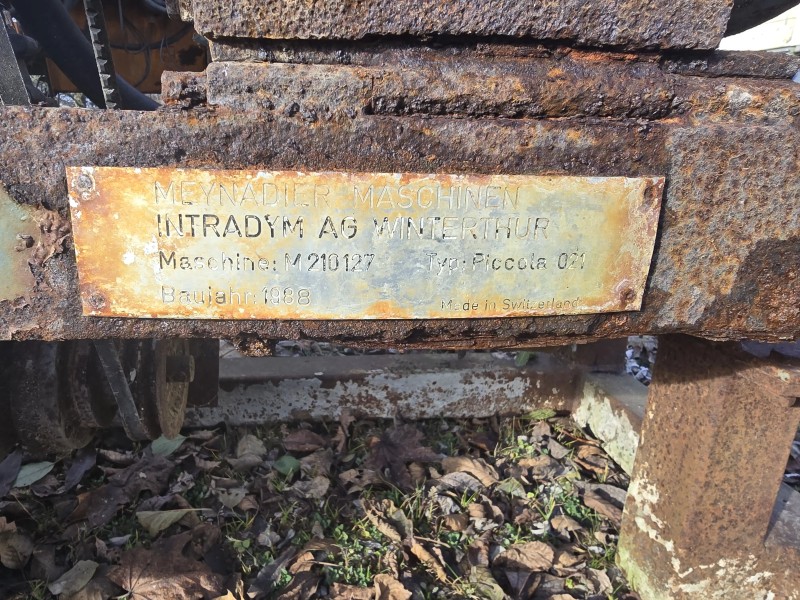 MEYNADIER-MASCHINEN
INTRADYM AG WINTERTHUR
Maschine: M 210127 Typ: Piccola 021
Baujahr: 1988 Made in Switzerland